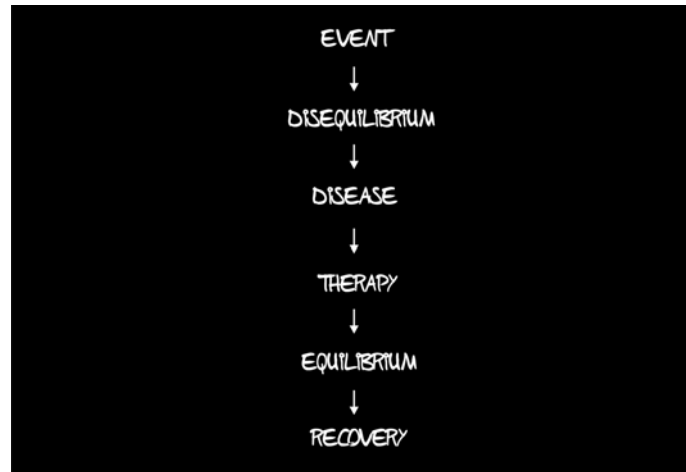 EVENT
↓
DISEQUILIBRIUM
↓
DISEASE
↓
THERAPY
↓
EQUILIBRIUM
↓
RECOVERY